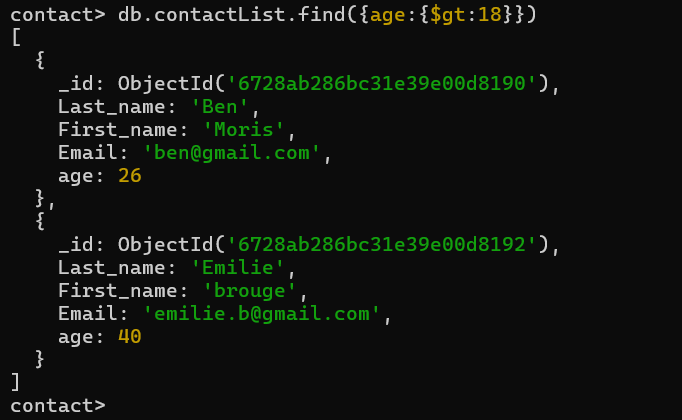 contact> db.contactList.find({age:{$gt:18}})
[
  {
    _id: ObjectId('6728ab286bc31e39e00d8190'),
    Last_name: 'Ben',
    First_name: 'Moris',
    Email: 'ben@gmail.com',
    age: 26
  },
  {
    _id: ObjectId('6728ab286bc31e39e00d8192'),
    Last_name: 'Emilie',
    First_name: 'brouge',
    Email: 'emilie.b@gmail.com',
    age: 40
  }
]
contact>